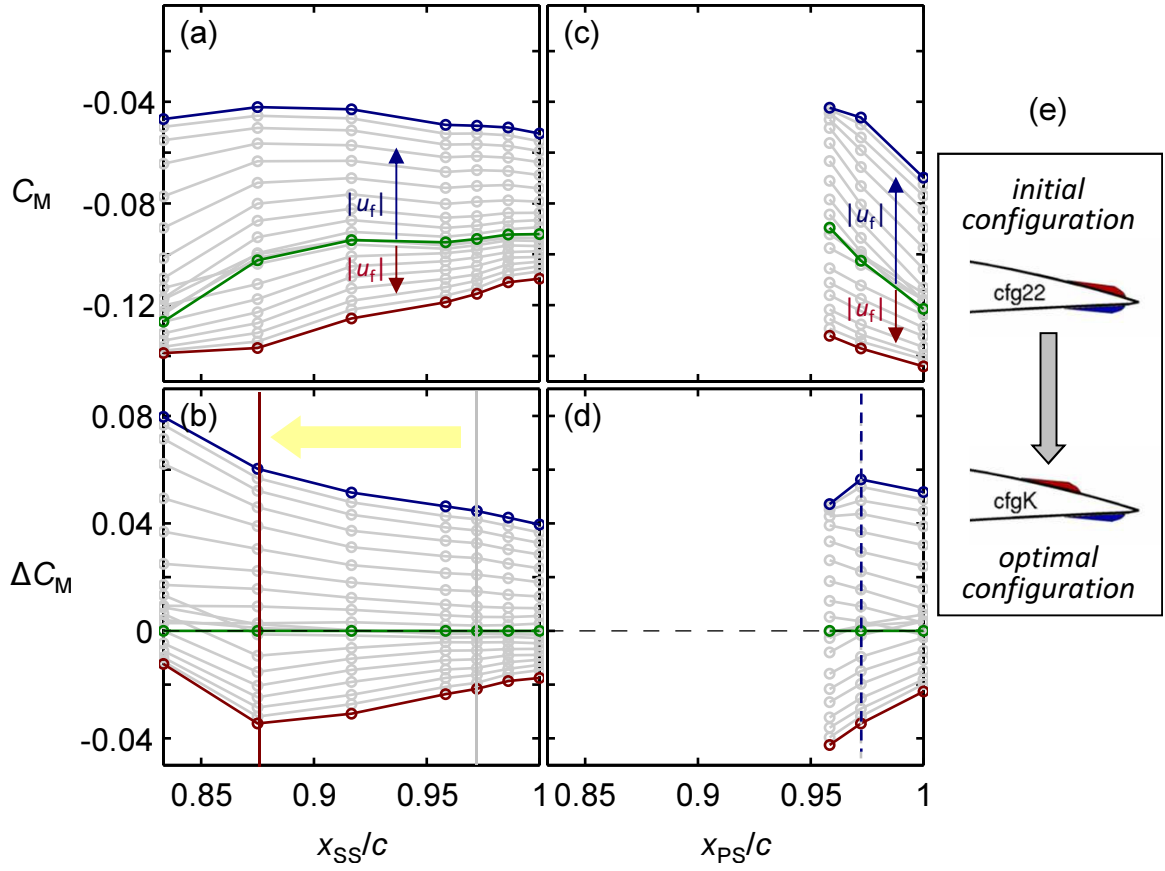 (a)
(c)
-0.04
-0.08
-0.12
C_M
|u_f|
|u_f|
|u_f|
|u_f|
(e)
initial
configuration
cfg22
cfgK
optimal
configuration
(b)
(d)
0.08
0.04
0
-0.04
ΔC_M
0.85
0.9
0.95
1
0.85
0.9
0.95
1
x_SS/c
x_PS/c